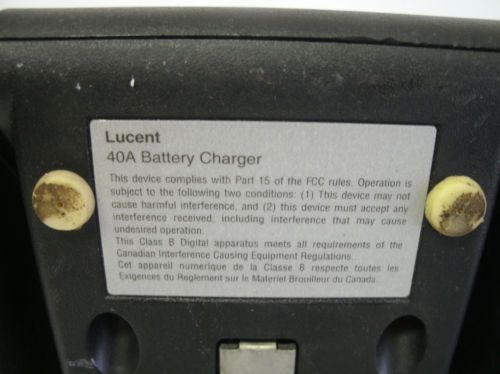 Lucent
40A Battery Charger
This device complies with Part 15 of the FCC rules. Operation is
subject to the following two conditions: (1) This device may not
cause harmful interference, and (2) this device must accept any
interference received, including interference that may cause
undesired operation.
This Class B Digital apparatus meets all requirements of the
Canadian Interference Causing Equipment Regulations.
Cet appareil numerique de la Classe B respecte toutes les
Exigences du Reglement sur le Materiel Brouilleur du Canada.